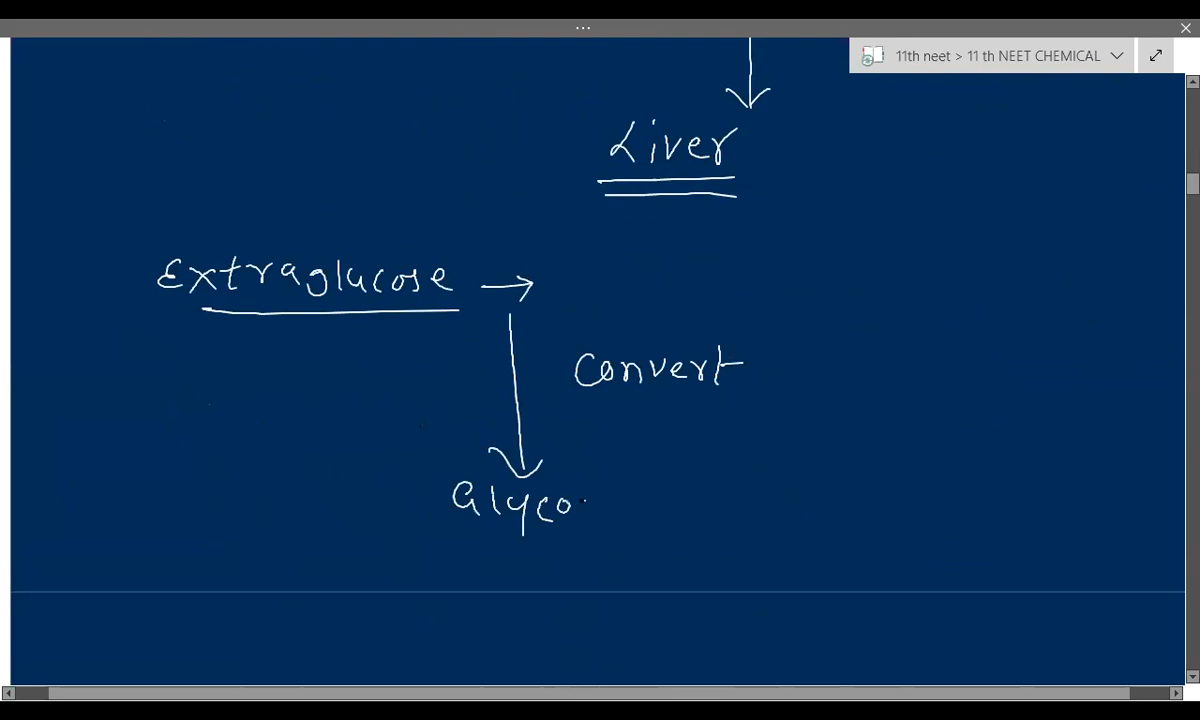 11th neet > 11 th NEET CHEMICAL
Liver
Extraglucose →
Convert
Glyco